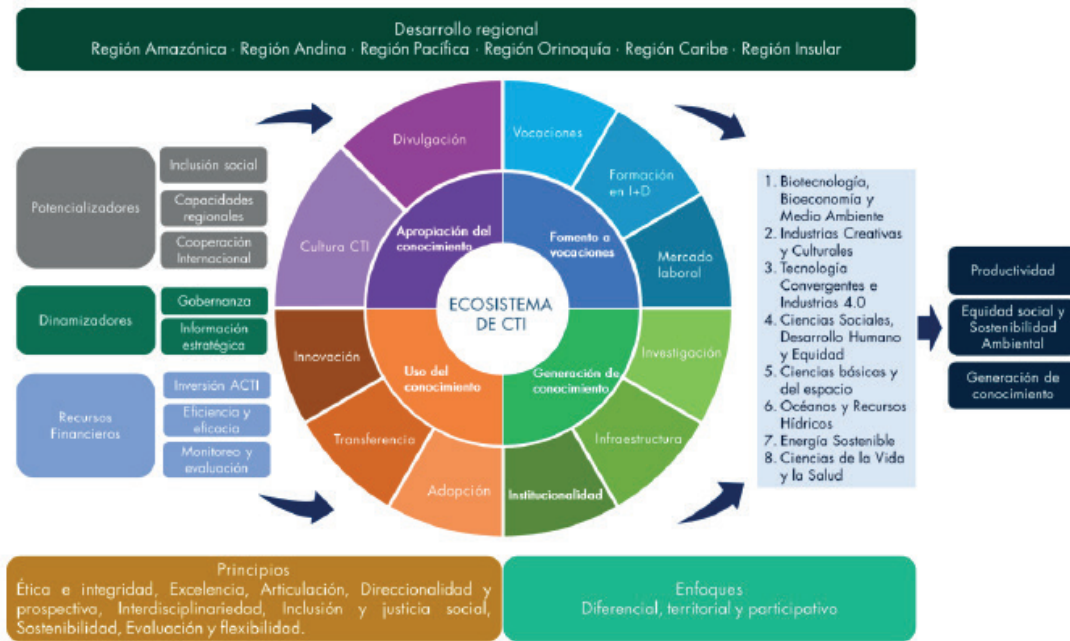 Desarrollo regional
Región Amazónica · Región Andina · Región Pacífica · Región Orinoquía · Región Caribe · Región Insular
Potencializadores
Inclusión social
Capacidades
regionales
Cooperación
Internacional
Dinamizadores
Gobernanza
Información
estratégica
Recursos
Financieros
Inversión ACTI
Eficiencia y
eficacia
Monitoreo y
evaluación
ECOSISTEMA
DE CTI
Apropiación del
conocimiento
Cultura CTI
Divulgación
Fomento a
vocaciones
Vocaciones
Formación
en I+D
Mercado
laboral
Generación de
conocimiento
Investigación
Infraestructura
Institucionalidad
Uso del
conocimiento
Adopción
Transferencia
Innovación
1. Biotecnología,
Bioeconomía y
Medio Ambiente
2. Industrias Creativas
y Culturales
3. Tecnología
Convergentes e
Industrias 4.0
4. Ciencias Sociales,
Desarrollo Humano
y Equidad
5. Ciencias básicas y
del espacio
6. Océanos y Recursos
Hídricos
7. Energía Sostenible
8. Ciencias de la Vida
y la Salud
Productividad
Equidad social y
Sostenibilidad
Ambiental
Generación de
conocimiento
Principios
Ética e integridad, Excelencia, Articulación, Direccionalidad y
prospectiva, Interdisciplinariedad, Inclusión y justicia social,
Sostenibilidad, Evaluación y flexibilidad.
Enfoques
Diferencial, territorial y participativo